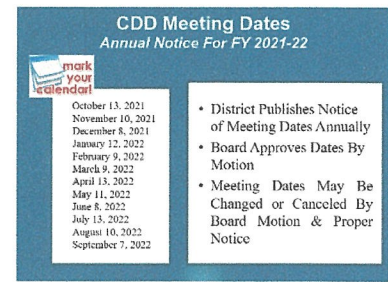 CDD Meeting Dates
Annual Notice For FY 2021-22
mark
your
calendar!
October 13, 2021
November 10, 2021
December 8, 2021
January 12, 2022
February 9, 2022
March 9, 2022
April 13, 2022
May 11, 2022
June 8, 2022
July 13, 2022
August 10, 2022
September 7, 2022
• District Publishes Notice
of Meeting Dates Annually
• Board Approves Dates By
Motion
• Meeting Dates May Be
Changed or Canceled By
Board Motion & Proper
Notice